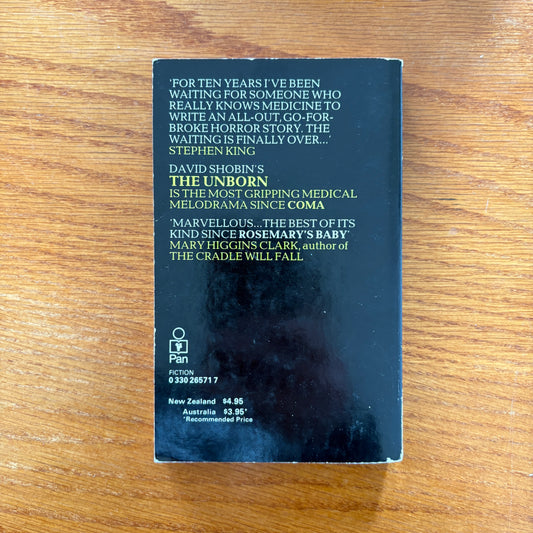 'FOR TEN YEARS I'VE BEEN
WAITING FOR SOMEONE WHO
REALLY KNOWS MEDICINE TO
WRITE AN ALL-OUT, GO-FOR-
BROKE HORROR STORY. THE
WAITING IS FINALLY OVER...'
STEPHEN KING
DAVID SHOBIN'S
THE UNBORN
IS THE MOST GRIPPING MEDICAL
MELODRAMA SINCE COMA
'MARVELLOUS...THE BEST OF ITS
KIND SINCE ROSEMARY'S BABY'
MARY HIGGINS CLARK, author of
THE CRADLE WILL FALL
Pan
FICTION
0 330 26571 7
New Zealand $4.95
Australia $3.95*
*Recommended Price